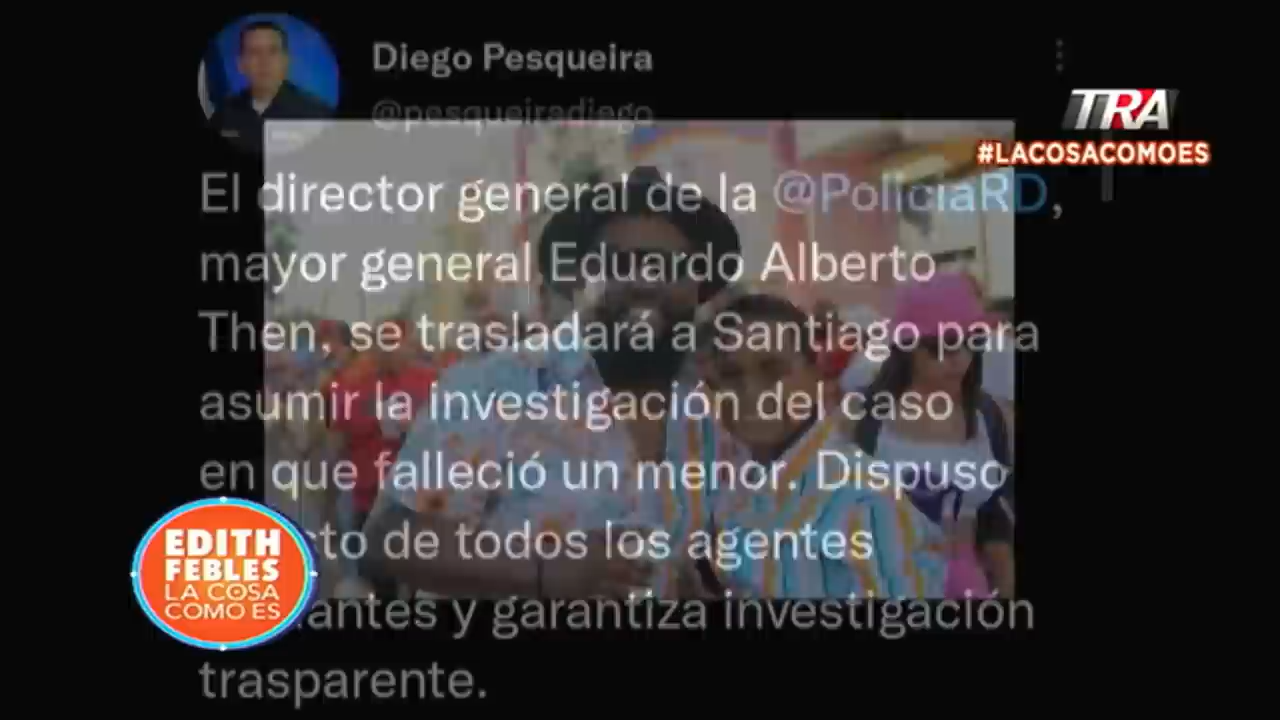 Diego Pesqueira
@pesqueiradiego
TRA
#LACOSACOMOES
El director general de la @PoliciaRD,
mayor general Eduardo Alberto
Then, se trasladará a Santiago para
asumir la investigación del caso
en que falleció un menor. Dispuso
de todos los agentes
y garantiza investigación
trasparente.
EDITH
FEBLES
LA COSA
COMO ES